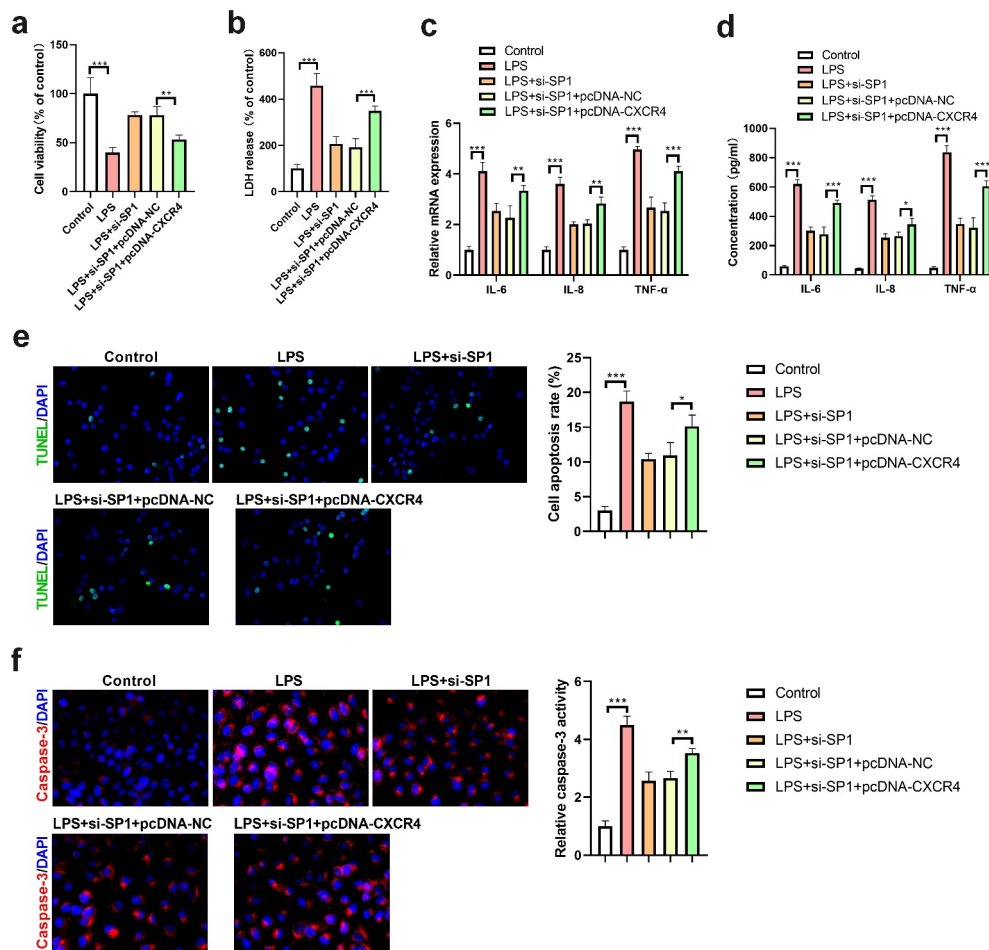 a
Cell viability (% of control)
150
100
50
0
***
**
Control
LPS
LPS+si-SP1
LPS+si-SP1+pcDNA-NC
LPS+si-SP1+pcDNA-CXCR4
b
LDH release (% of control)
600
400
200
0
***
***
Control
LPS
LPS+si-SP1
LPS+si-SP1+pcDNA-NC
LPS+si-SP1+pcDNA-CXCR4
c
Control
LPS
LPS+si-SP1
LPS+si-SP1+pcDNA-NC
LPS+si-SP1+pcDNA-CXCR4
Relative mRNA expression
6
4
2
0
***
**
***
**
***
***
IL-6
IL-8
TNF-α
d
Control
LPS
LPS+si-SP1
LPS+si-SP1+pcDNA-NC
LPS+si-SP1+pcDNA-CXCR4
Concentration (pg/ml)
1000
800
600
400
200
0
***
***
***
*
***
***
IL-6
IL-8
TNF-α
e
Control
LPS
LPS+si-SP1
TUNEL/DAPI
LPS+si-SP1+pcDNA-NC
LPS+si-SP1+pcDNA-CXCR4
TUNEL/DAPI
Cell apoptosis rate (%)
25
20
15
10
5
0
***
*
Control
LPS
LPS+si-SP1
LPS+si-SP1+pcDNA-NC
LPS+si-SP1+pcDNA-CXCR4
f
Control
LPS
LPS+si-SP1
Caspase-3/DAPI
LPS+si-SP1+pcDNA-NC
LPS+si-SP1+pcDNA-CXCR4
Caspase-3/DAPI
Relative caspase-3 activity
6
4
2
0
***
**
Control
LPS
LPS+si-SP1
LPS+si-SP1+pcDNA-NC
LPS+si-SP1+pcDNA-CXCR4